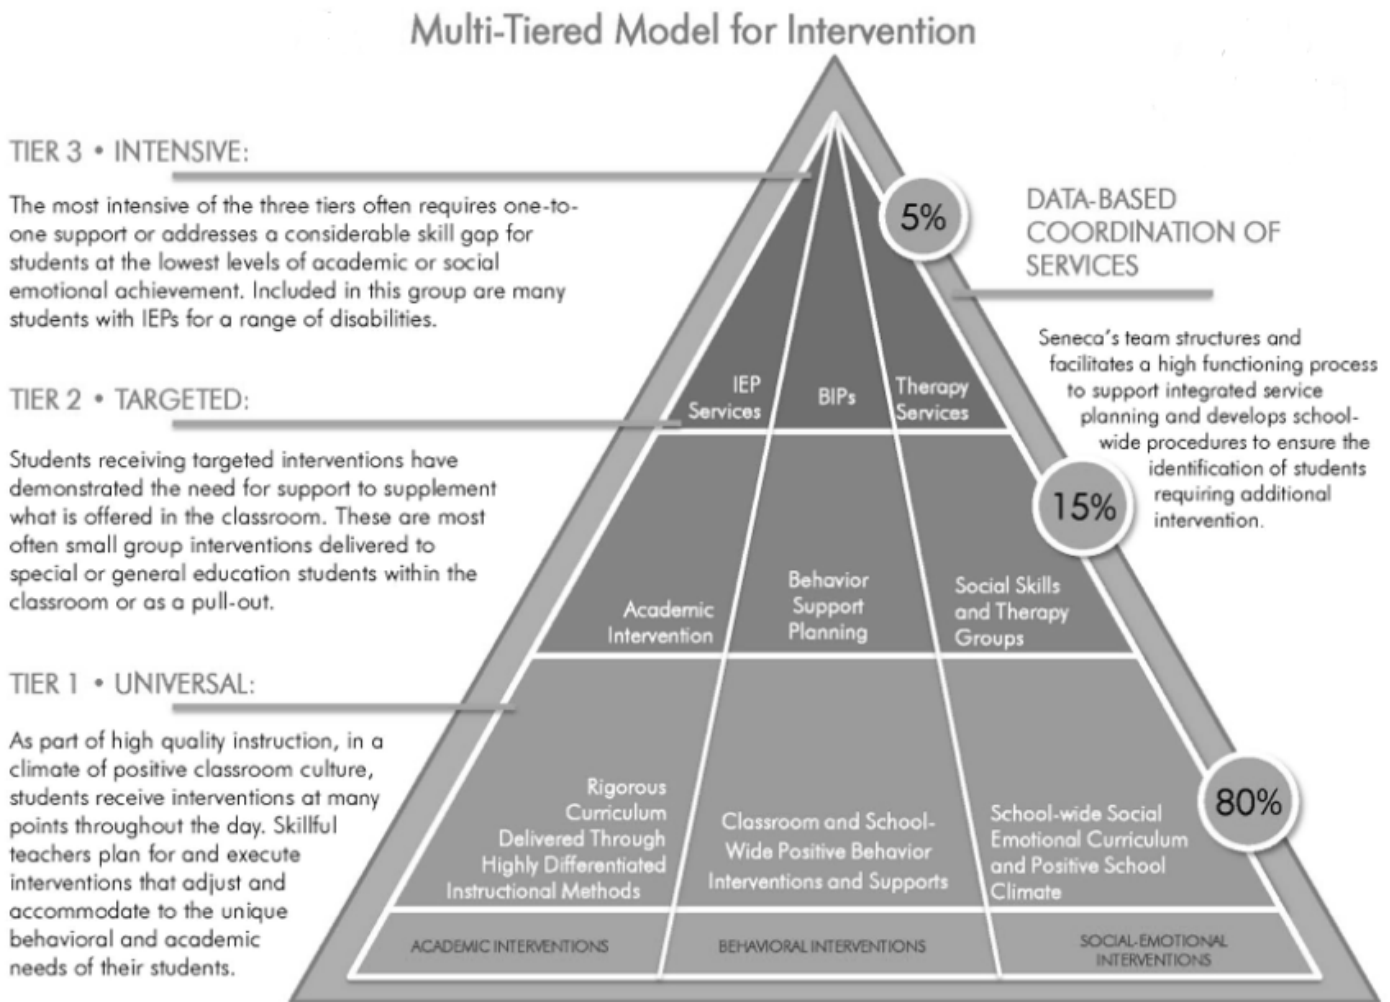 Multi-Tiered Model for Intervention
TIER 3 • INTENSIVE:
The most intensive of the three tiers often requires one-to-
one support or addresses a considerable skill gap for
students at the lowest levels of academic or social
emotional achievement. Included in this group are many
students with IEPs for a range of disabilities.
TIER 2 • TARGETED:
Students receiving targeted interventions have
demonstrated the need for support to supplement
what is offered in the classroom. These are most
often small group interventions delivered to
special or general education students within the
classroom or as a pull-out.
TIER 1 • UNIVERSAL:
As part of high quality instruction, in a
climate of positive classroom culture,
students receive interventions at many
points throughout the day. Skillful
teachers plan for and execute
interventions that adjust and
accommodate to the unique
behavioral and academic
needs of their students.
IEP
Services
BIPs
Therapy
Services
5%
Academic
Intervention
Behavior
Support
Planning
Social Skills
and Therapy
Groups
15%
Rigorous
Curriculum
Delivered Through
Highly Differentiated
Instructional Methods
Classroom and School-
Wide Positive Behavior
Interventions and Supports
School-wide Social
Emotional Curriculum
and Positive School
Climate
80%
ACADEMIC INTERVENTIONS
BEHAVIORAL INTERVENTIONS
SOCIAL-EMOTIONAL
INTERVENTIONS
DATA-BASED
COORDINATION OF
SERVICES
Seneca's team structures and
facilitates a high functioning process
to support integrated service
planning and develops school-
wide procedures to ensure the
identification of students
requiring additional
intervention.